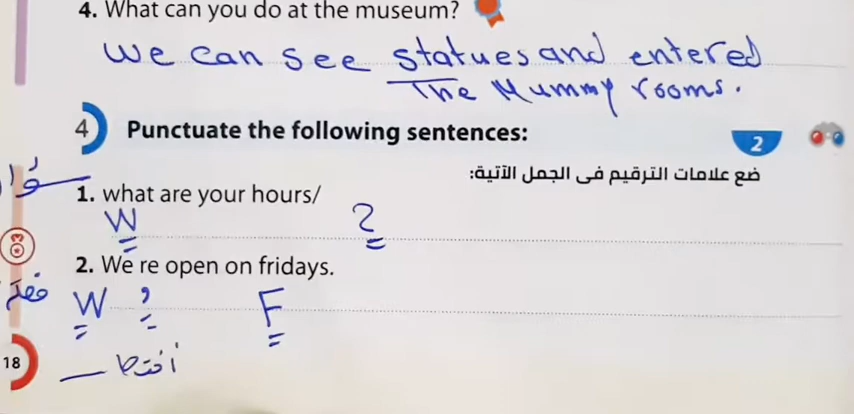 4. What can you do at the museum?
We can see statues and entered
The Mummy rooms.
4 Punctuate the following sentences: 2
ضع علامات الترقيم فى الجمل الآتية:
1. what are your hours/
W ?
2. We re open on fridays.
W , F
18